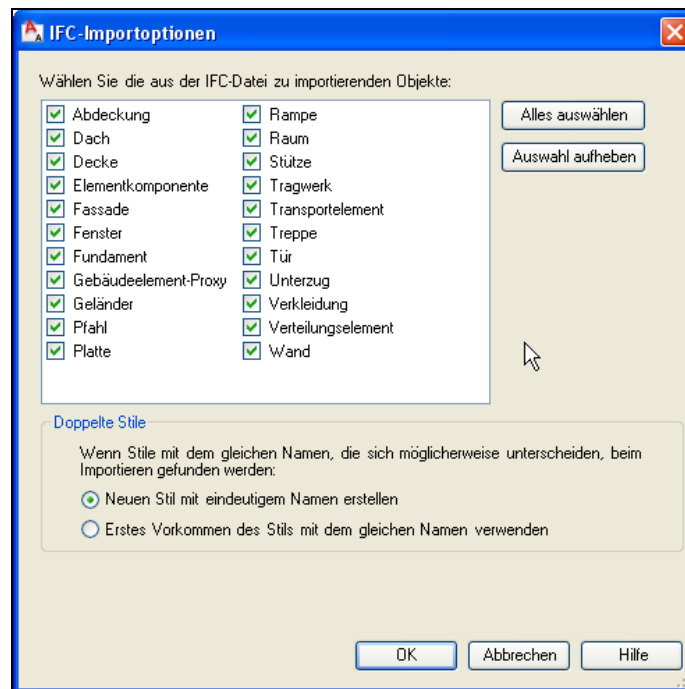 IFC-Importoptionen
Wählen Sie die aus der IFC-Datei zu importierenden Objekte:
Abdeckung
Dach
Decke
Elementkomponente
Fassade
Fenster
Fundament
Gebäudeelement-Proxy
Geländer
Pfahl
Platte
Rampe
Raum
Stütze
Tragwerk
Transportelement
Treppe
Tür
Unterzug
Verkleidung
Verteilungselement
Wand
Alles auswählen
Auswahl aufheben
Doppelte Stile
Wenn Stile mit dem gleichen Namen, die sich möglicherweise unterscheiden, beim
Importieren gefunden werden:
Neuen Stil mit eindeutigem Namen erstellen
Erstes Vorkommen des Stils mit dem gleichen Namen verwenden
OK
Abbrechen
Hilfe